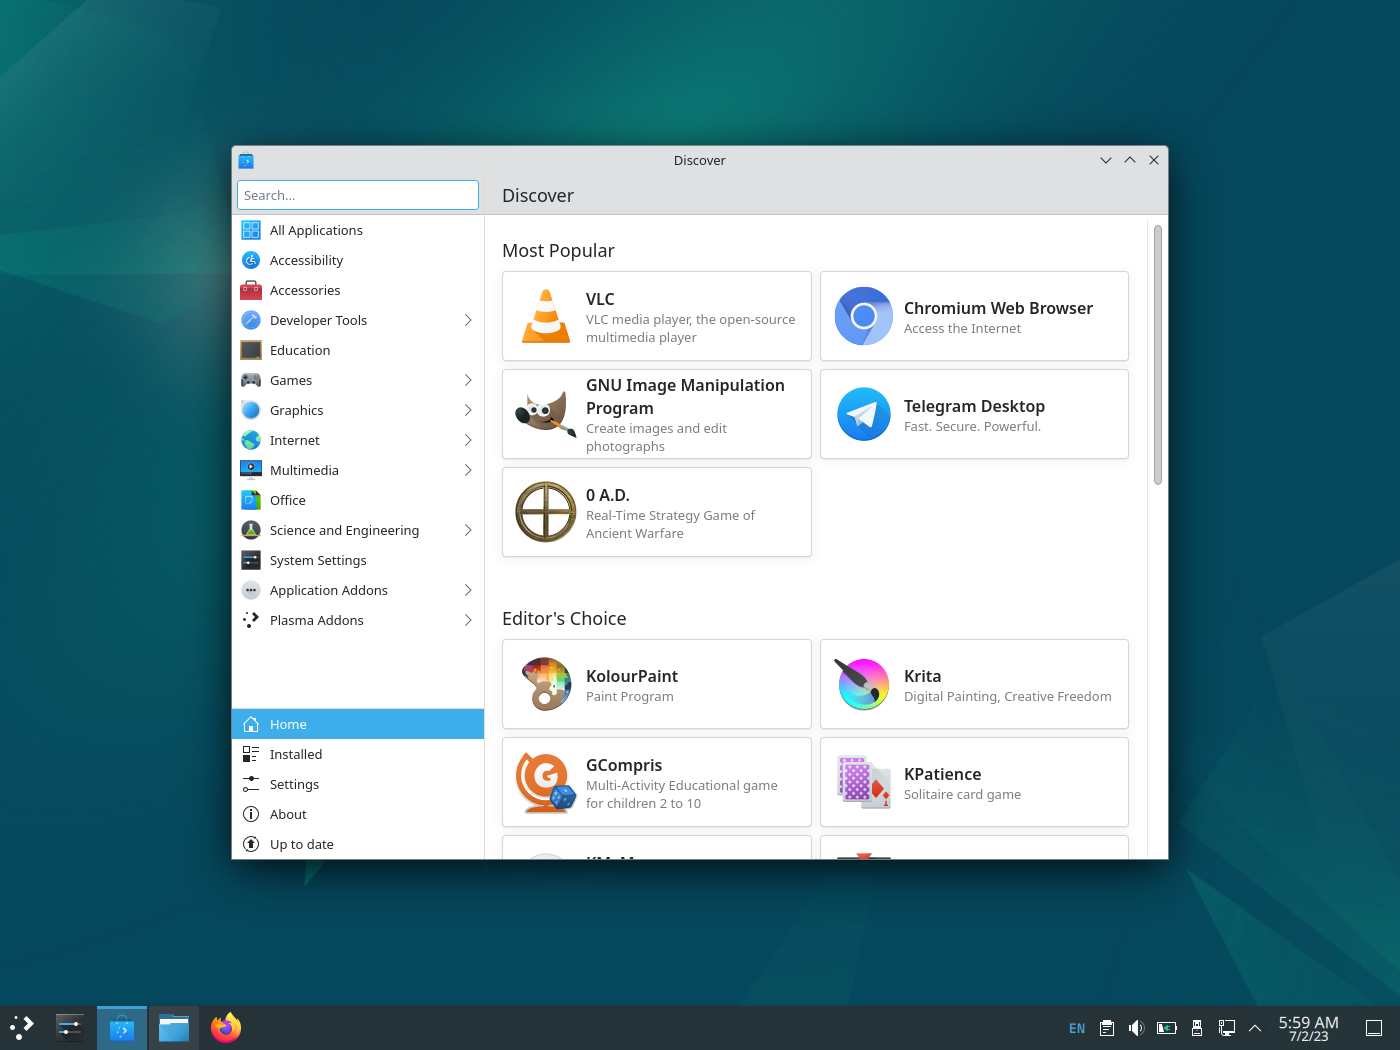 Discover
Search...
Discover
All Applications
Accessibility
Accessories
Developer Tools
Education
Games
Graphics
Internet
Multimedia
Office
Science and Engineering
System Settings
Application Addons
Plasma Addons
Home
Installed
Settings
About
Up to date
Most Popular
VLC
VLC media player, the open-source
multimedia player
Chromium Web Browser
Access the Internet
GNU Image Manipulation
Program
Create images and edit
photographs
Telegram Desktop
Fast. Secure. Powerful.
0 A.D.
Real-Time Strategy Game of
Ancient Warfare
Editor's Choice
KolourPaint
Paint Program
Krita
Digital Painting, Creative Freedom
GCompris
Multi-Activity Educational game
for children 2 to 10
KPatience
Solitaire card game
EN
5:59 AM
7/2/23